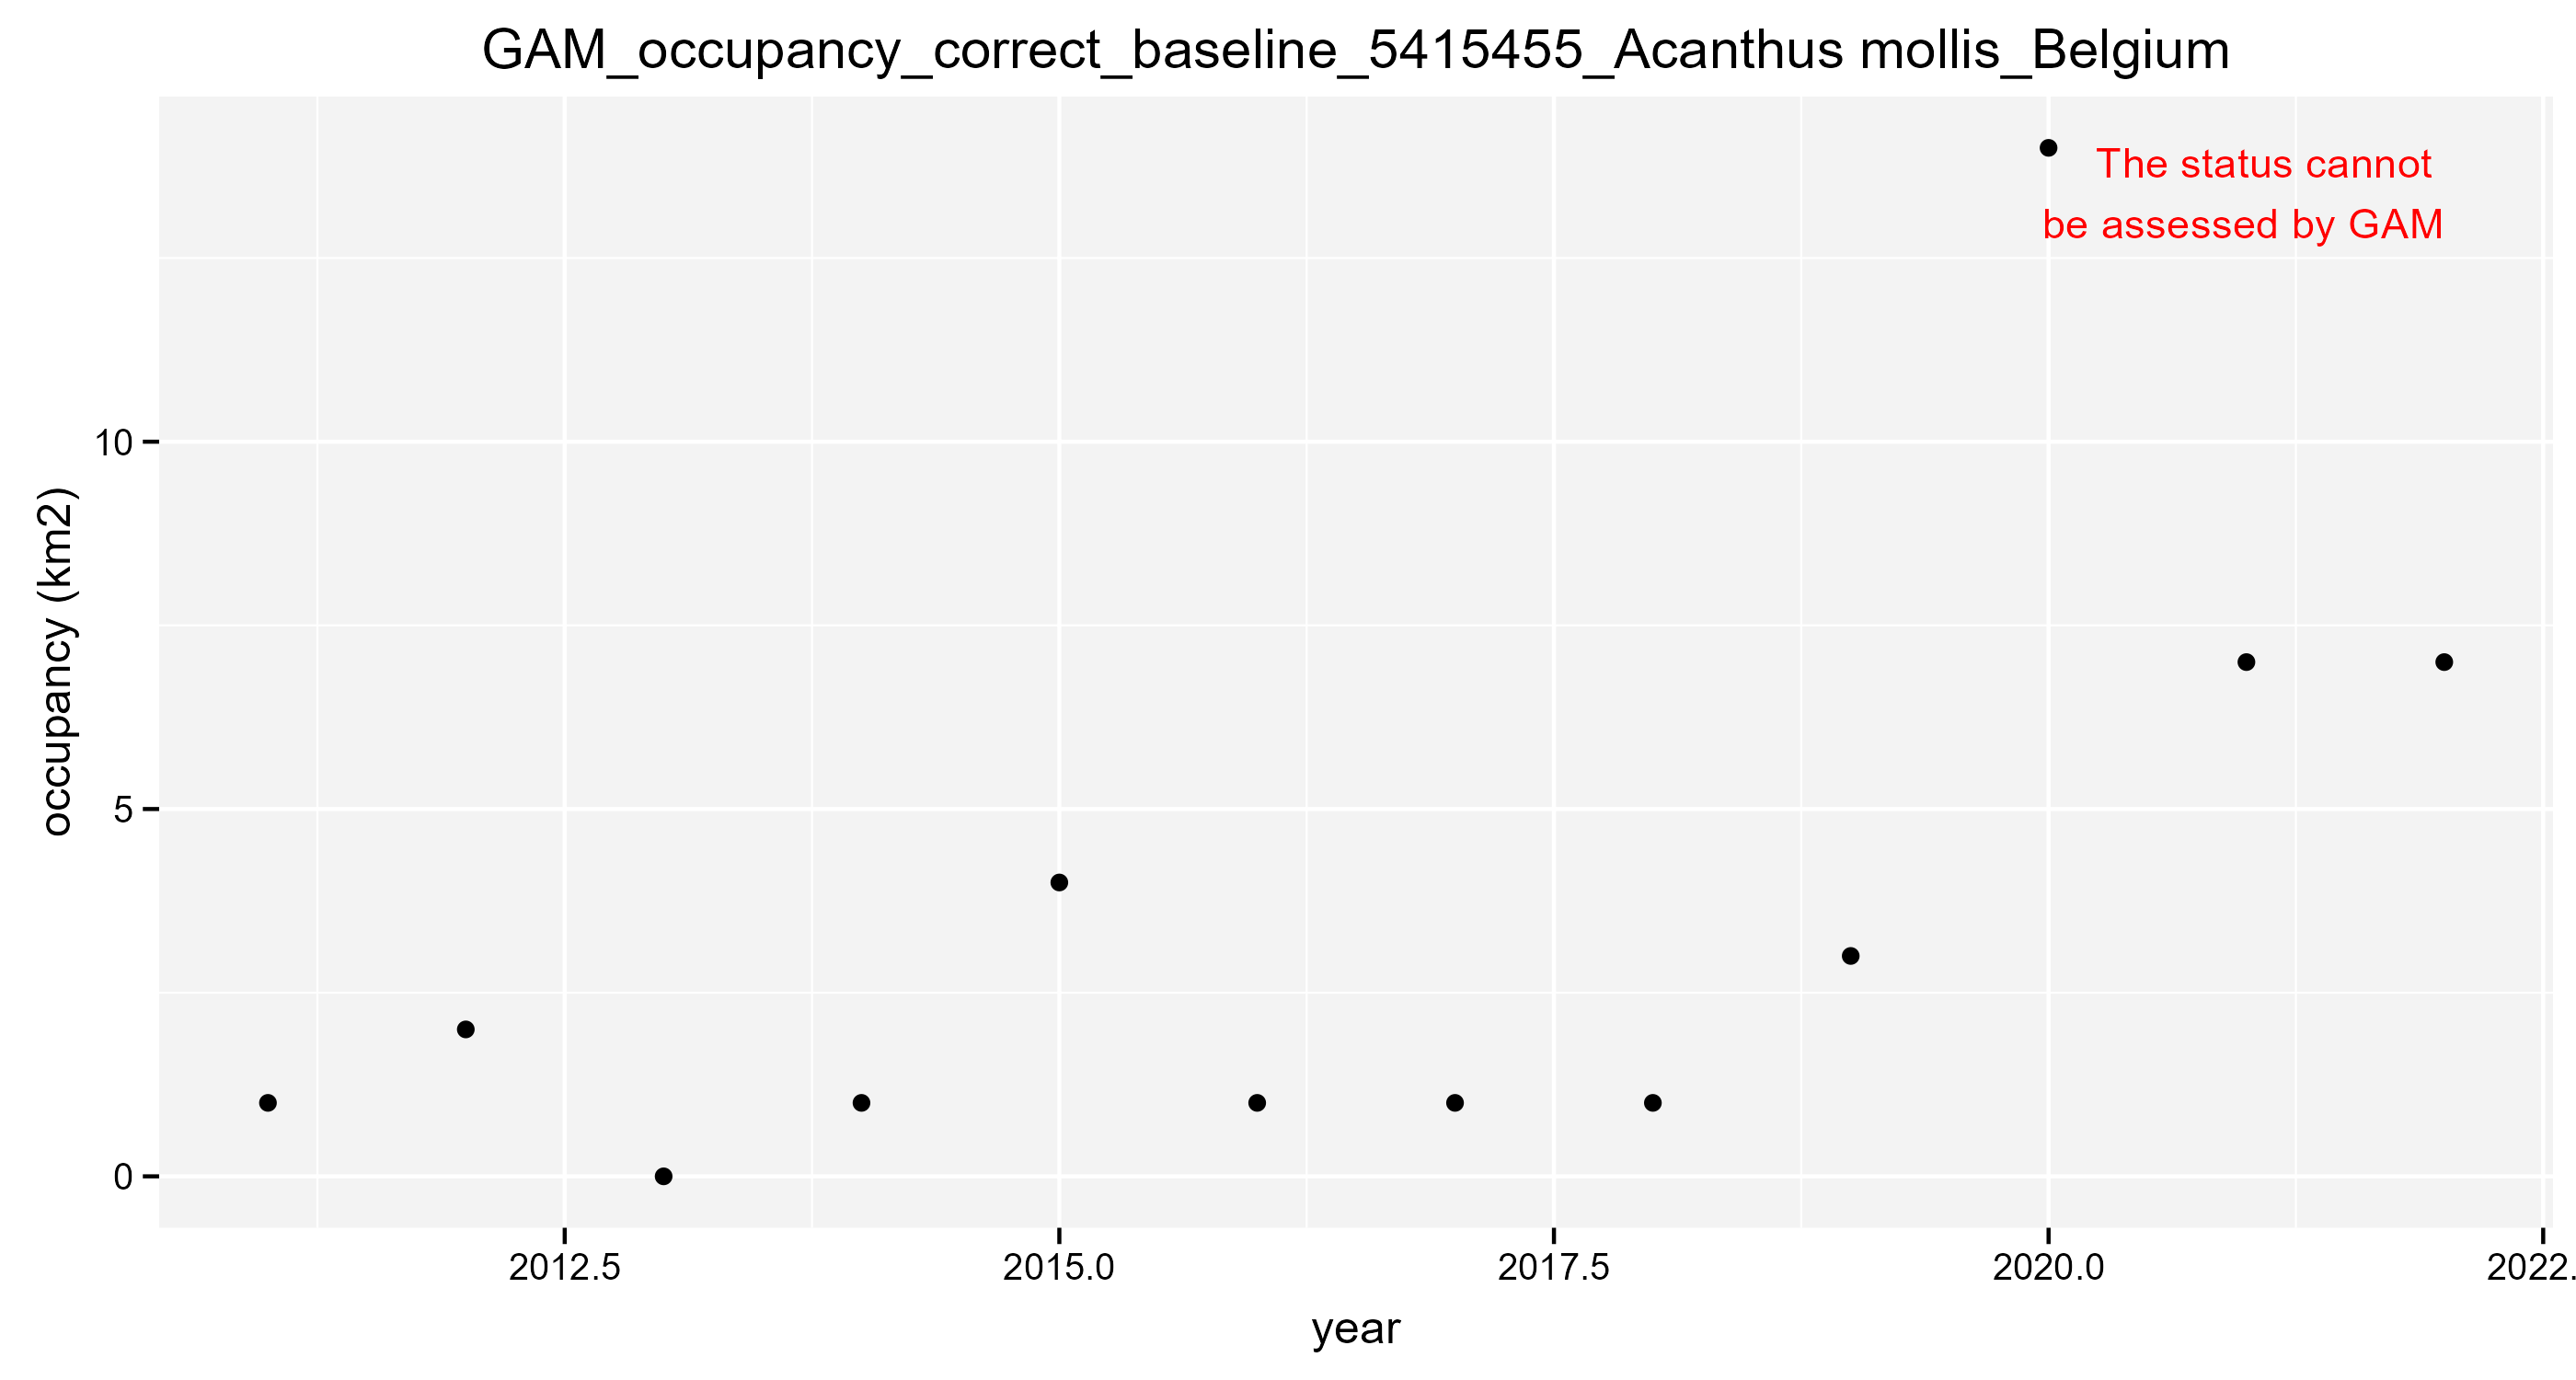 GAM_occupancy_correct_baseline_5415455_Acanthus mollis_Belgium
The status cannot
be assessed by GAM
occupancy (km2)
10
5
0
2012.5
2015.0
2017.5
2020.0
2022.
year